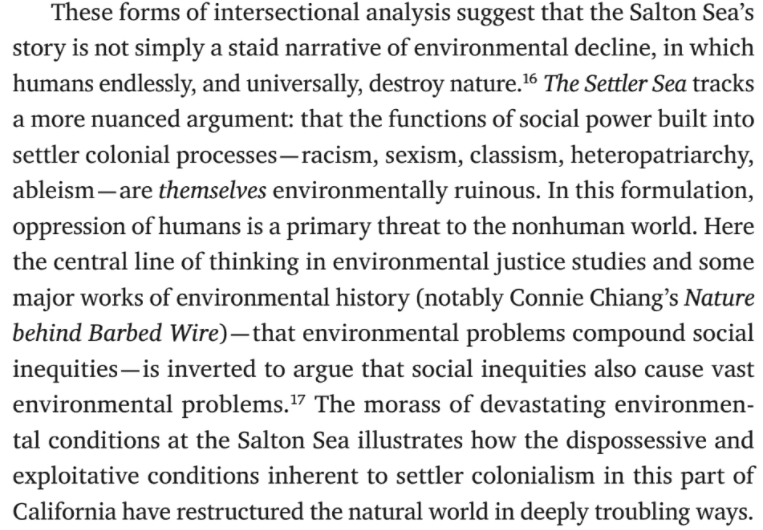 These forms of intersectional analysis suggest that the Salton Sea’s
story is not simply a staid narrative of environmental decline, in which
humans endlessly, and universally, destroy nature.¹⁶ The Settler Sea tracks
a more nuanced argument: that the functions of social power built into
settler colonial processes—racism, sexism, classism, heteropatriarchy,
ableism—are themselves environmentally ruinous. In this formulation,
oppression of humans is a primary threat to the nonhuman world. Here
the central line of thinking in environmental justice studies and some
major works of environmental history (notably Connie Chiang’s Nature
behind Barbed Wire)—that environmental problems compound social
inequities—is inverted to argue that social inequities also cause vast
environmental problems.¹⁷ The morass of devastating environmen-
tal conditions at the Salton Sea illustrates how the dispossessive and
exploitative conditions inherent to settler colonialism in this part of
California have restructured the natural world in deeply troubling ways.